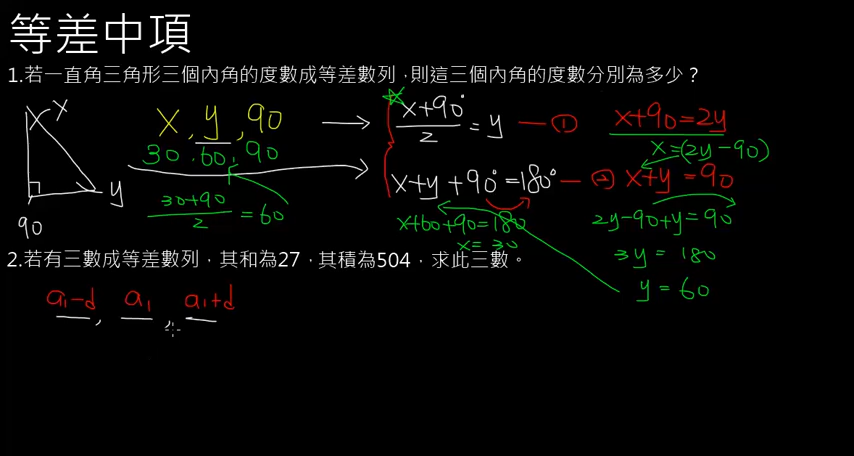 等差中項
1.若一直角三角形三個內角的度數成等差數列，則這三個內角的度數分別為多少？
x
y
90
x , y , 90
30 . 60 . 90
30+90/2 = 60
x+90°/2 = y —①
x+y+90°=180° —②
x+60+90=180
x=30
x+90=2y
x=(2y-90)
x+y=90
2y-90+y=90
3y = 180
y = 60
2.若有三數成等差數列，其和為27，其積為504，求此三數。
a₁-d , a₁ , a₁+d